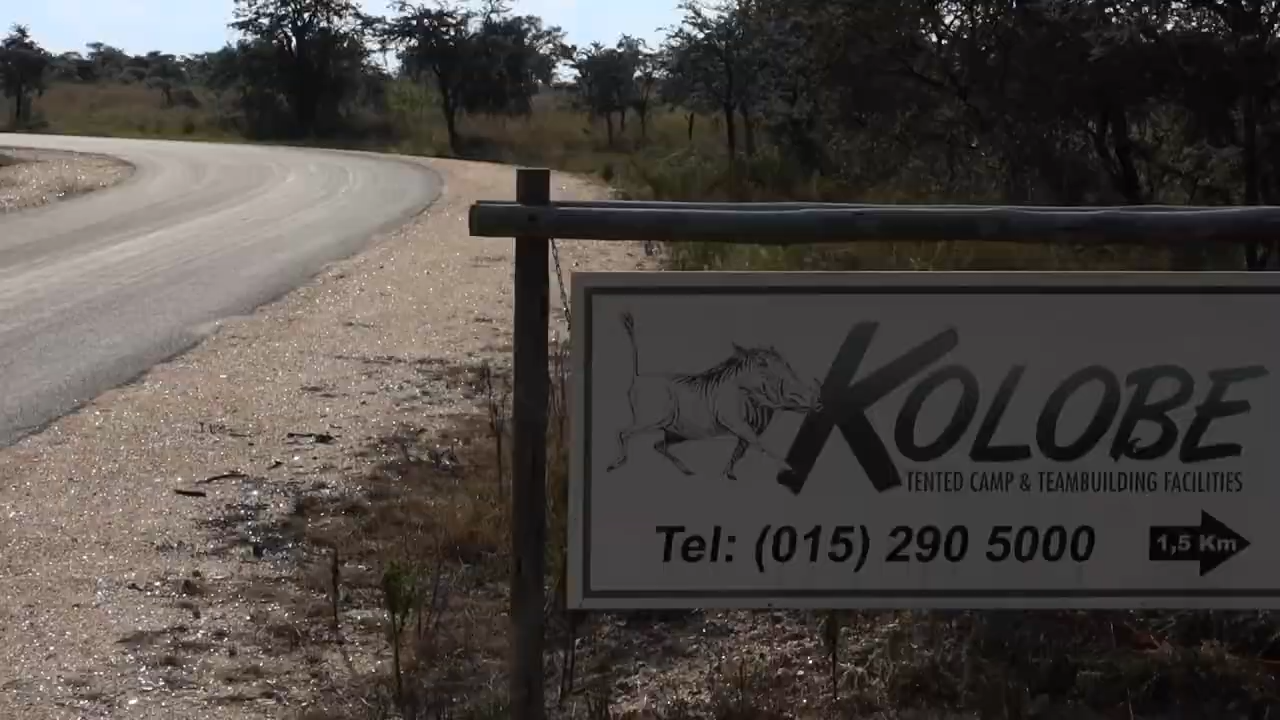 KOLOBE
TENTED CAMP & TEAMBUILDING FACILITIES
Tel: (015) 290 5000
1,5 Km